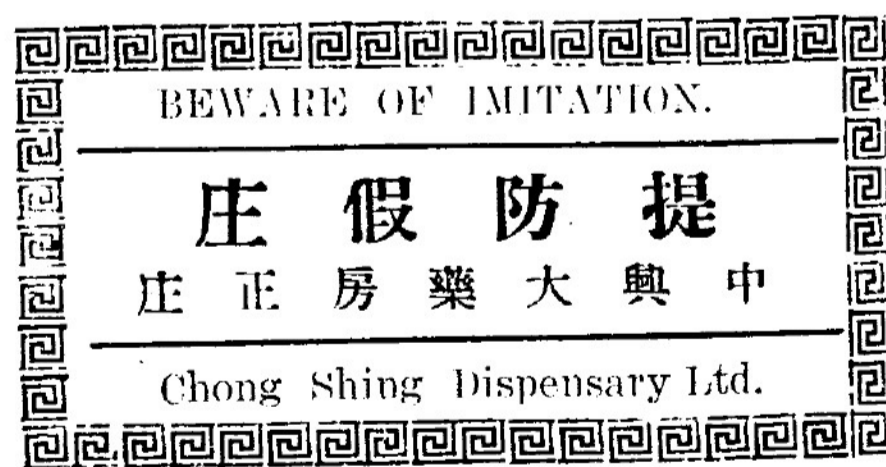 BEWARE OF IMITATION.
提防假庄
中興大藥房正庄
Chong Shing Dispensary Ltd.